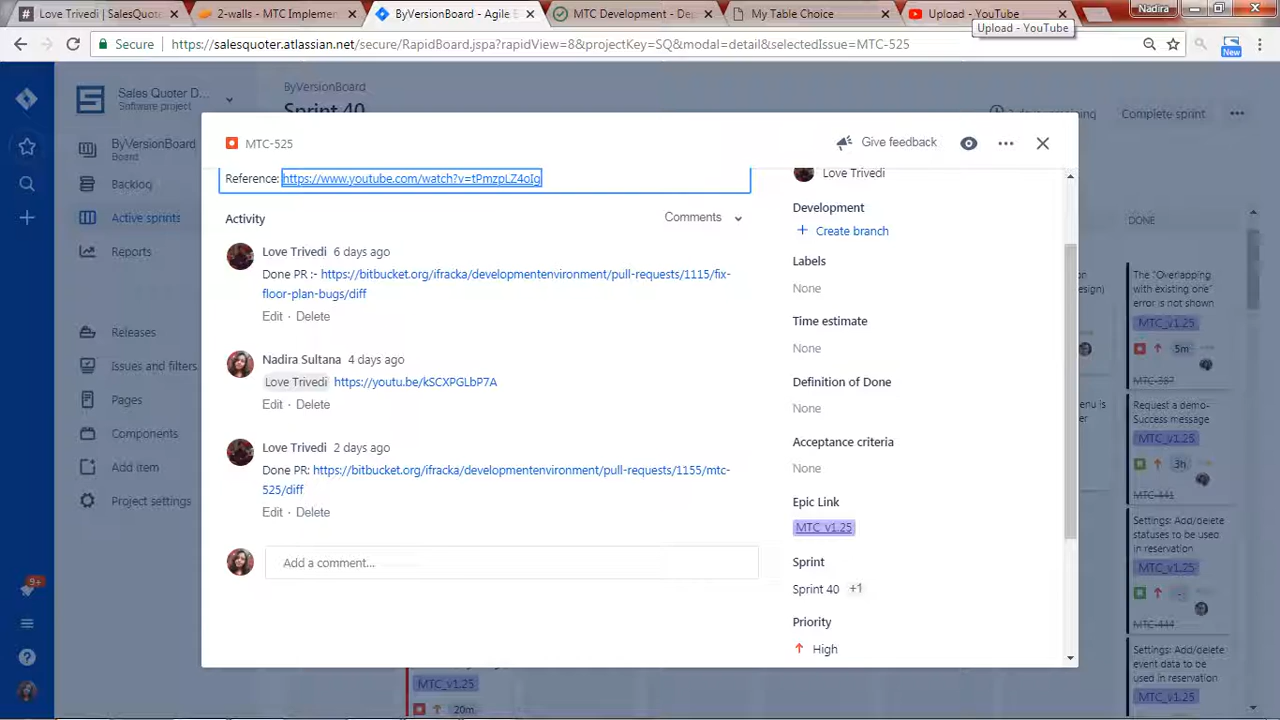 Love Trivedi | SalesQuote
2-walls - MTC Implemen
ByVersionBoard - Agile
MTC Development - De
My Table Choice
Upload - YouTube
Nadira
Upload - YouTube
Secure
https://salesquoter.atlassian.net/secure/RapidBoard.jspa?rapidView=8&projectKey=SQ&modal=detail&selectedIssue=MTC-525
New
Sales Quoter D...
Software project
ByVersionBoard
Board
Backlog
Active sprints
Reports
Releases
Issues and filters
Pages
Components
Add item
Project settings
9+
ByVersionBoard
Sprint 40
remaining
Complete sprint
MTC-525
Give feedback
Reference: https://www.youtube.com/watch?v=tPmzpLZ4oIg
Activity
Comments
Love Trivedi 6 days ago
Done PR :- https://bitbucket.org/ifracka/developmentenvironment/pull-requests/1115/fix-
floor-plan-bugs/diff
Edit · Delete
Nadira Sultana 4 days ago
Love Trivedi https://youtu.be/kSCXPGLbP7A
Edit · Delete
Love Trivedi 2 days ago
Done PR: https://bitbucket.org/ifracka/developmentenvironment/pull-requests/1155/mtc-
525/diff
Edit · Delete
Add a comment...
Love Trivedi
Development
Create branch
Labels
None
Time estimate
None
Definition of Done
None
Acceptance criteria
None
Epic Link
MTC_v1.25
Sprint
Sprint 40 +1
Priority
High
DONE
The "Overlapping
with existing one"
error is not shown
MTC_v1.25
5m
MTC-387
Request a demo-
Success message
MTC_v1.25
3h
MTC-441
Settings: Add/delete
statuses to be used
in reservation
MTC_v1.25
MTC-444
Settings: Add/delete
event data to be
used in reservation
MTC_v1.25
MTC_v1.25
20m